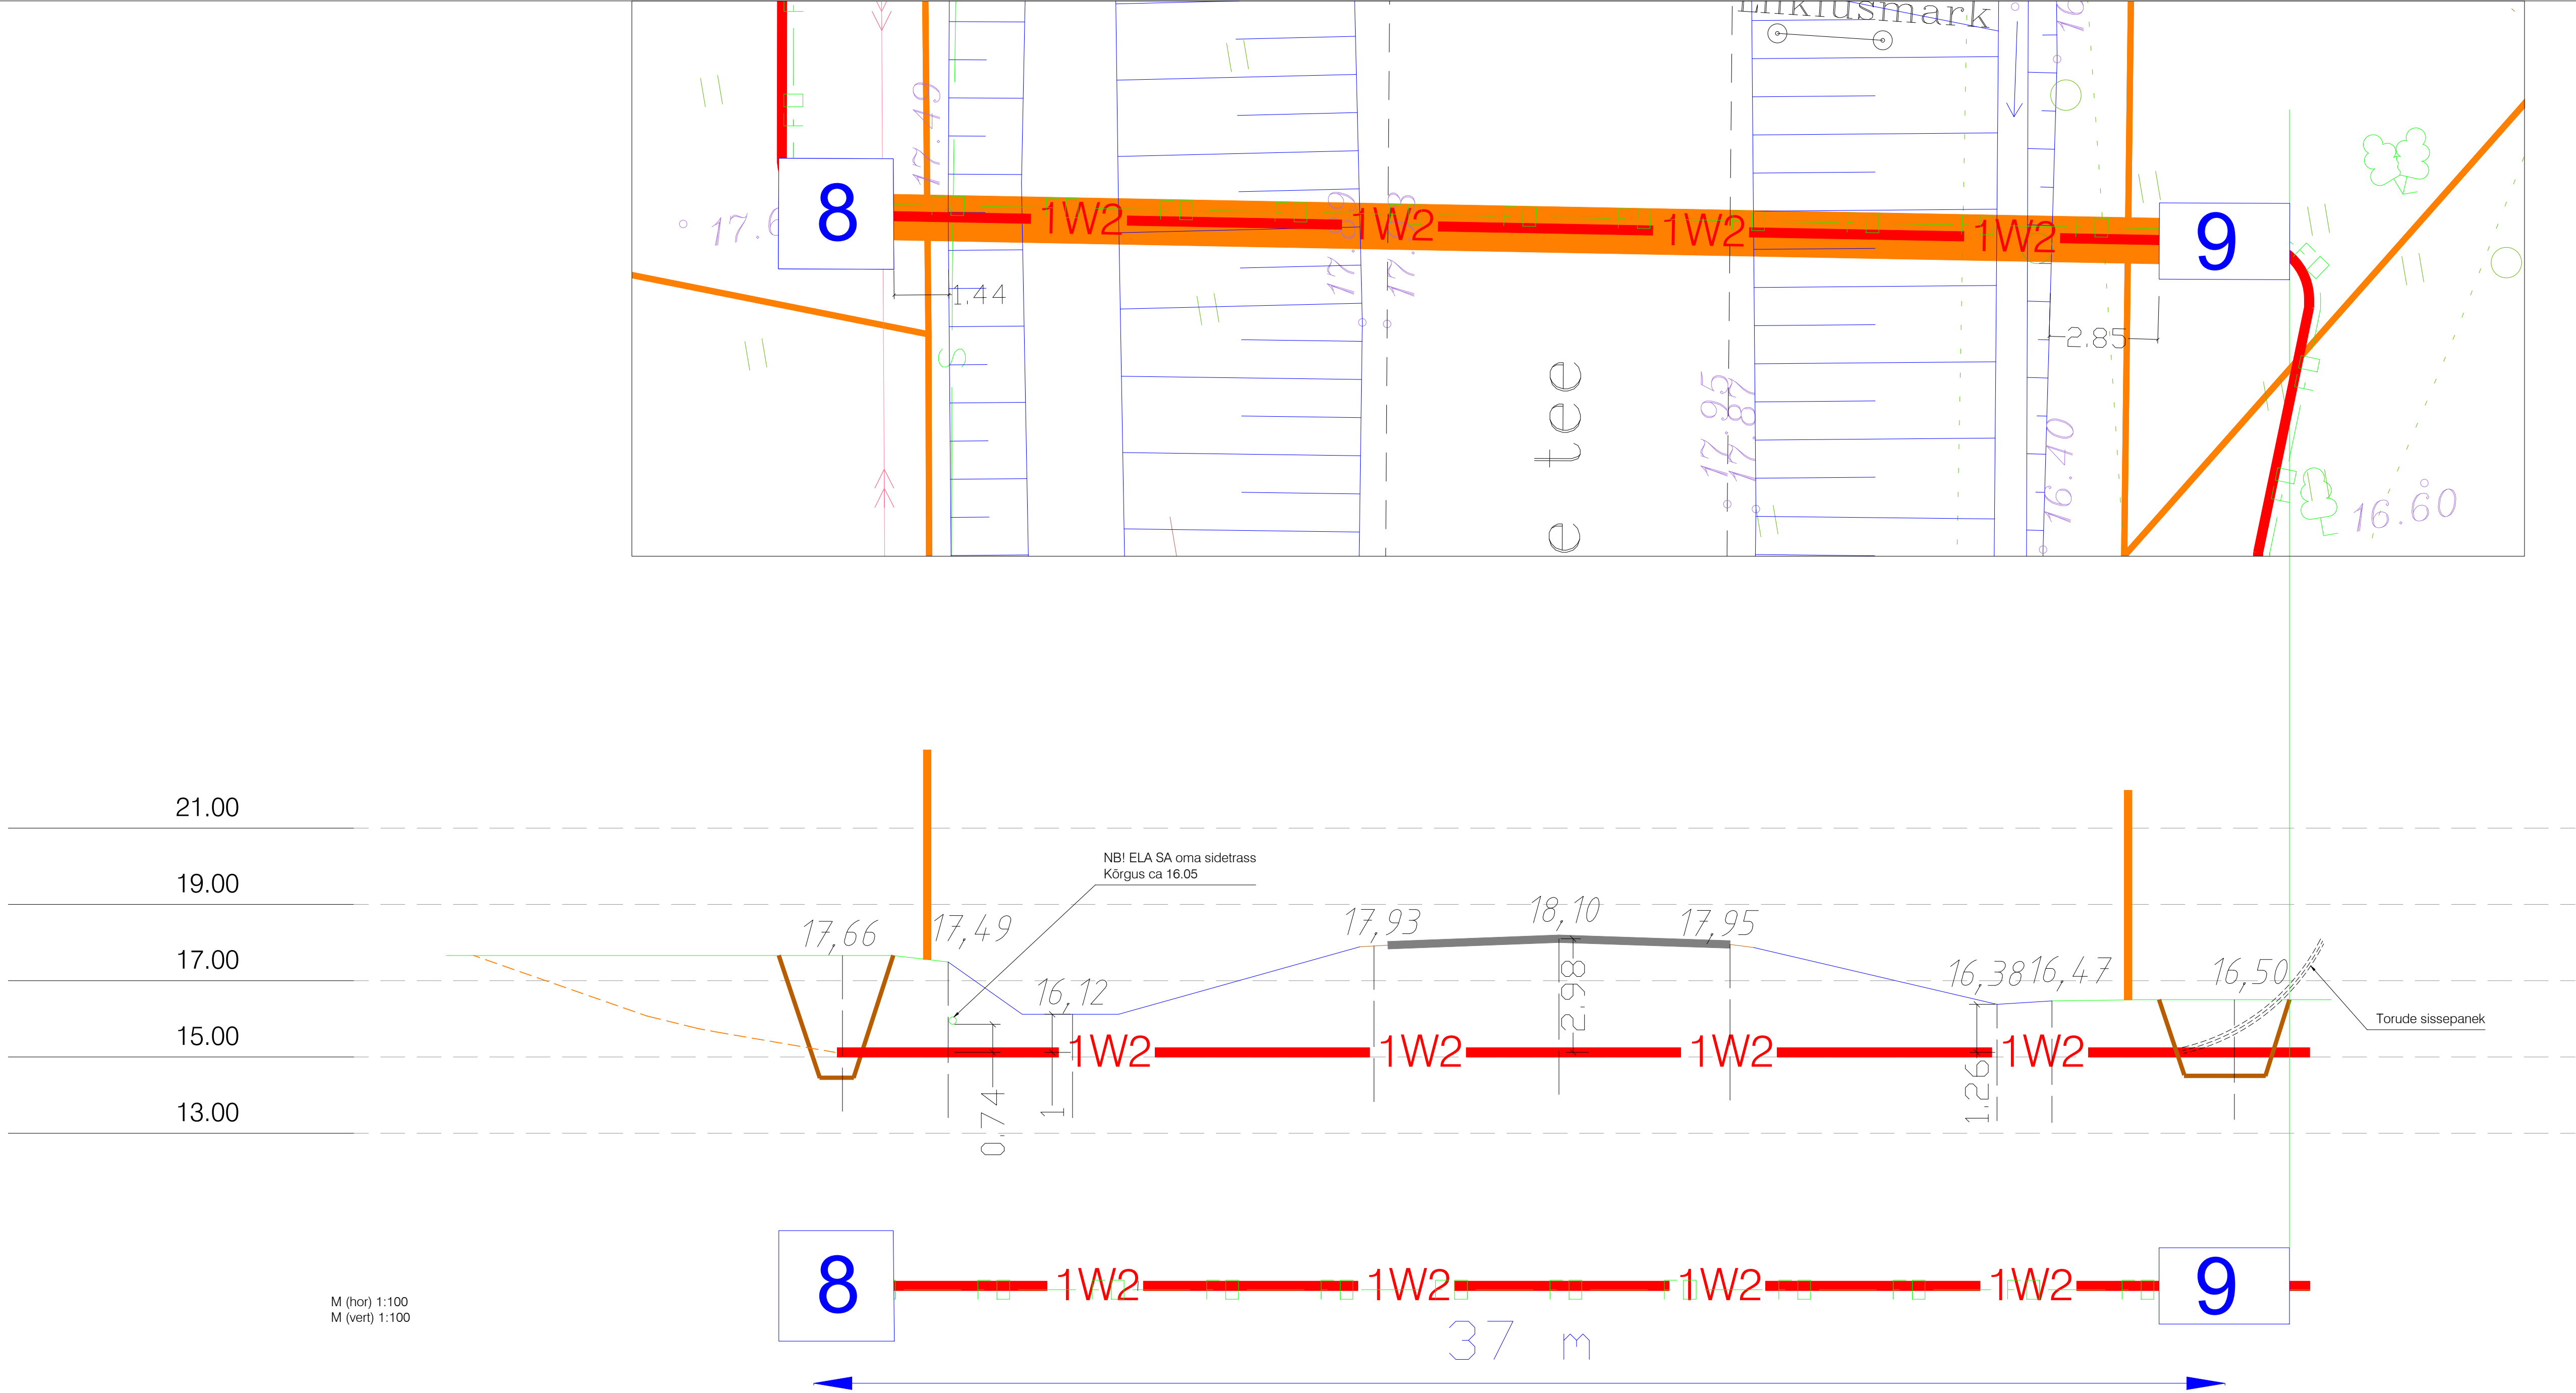 Liiklusmark
17.49
8
1W2 1W2 1W2 1W2
9
1,44
2,85
17.95
17.87
16.40
16.60
e tee
21.00
19.00
17.00
15.00
13.00
NB! ELA SA oma sidetrass
Kõrgus ca 16.05
17,66
17,49
16,12
17,93
18,10
17,95
16,38
16,47
16,50
2,98
Torude sissepanek
1W2 1W2 1W2 1W2
0,74
1
1,26
8
1W2 1W2 1W2 1W2
9
M (hor) 1:100
M (vert) 1:100
37 m